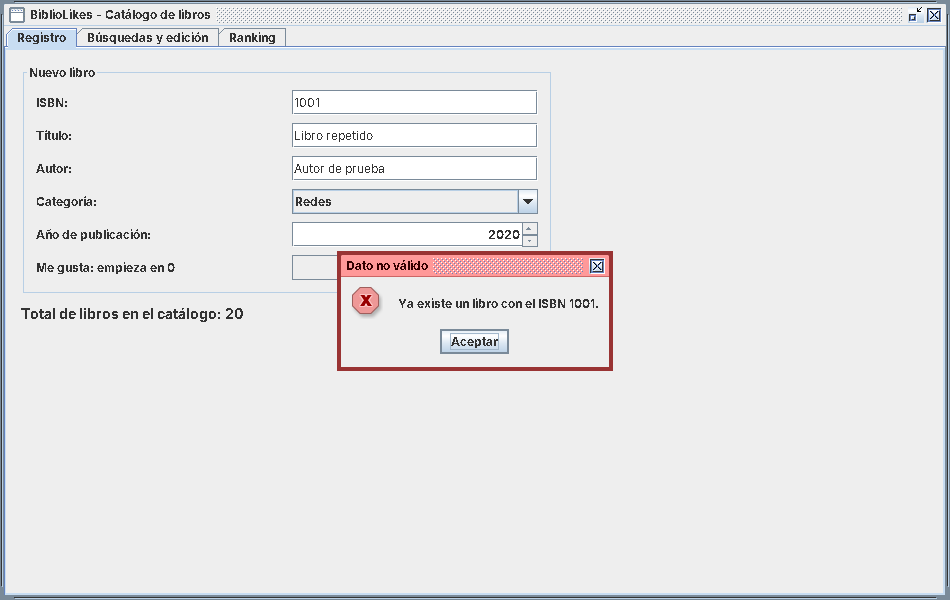 BiblioLikes - Catálogo de libros
Registro Búsquedas y edición Ranking
Nuevo libro
ISBN: 1001
Título: Libro repetido
Autor: Autor de prueba
Categoría: Redes
Año de publicación: 2020
Me gusta: empieza en 0
Dato no válido
X Ya existe un libro con el ISBN 1001.
Aceptar
Total de libros en el catálogo: 20